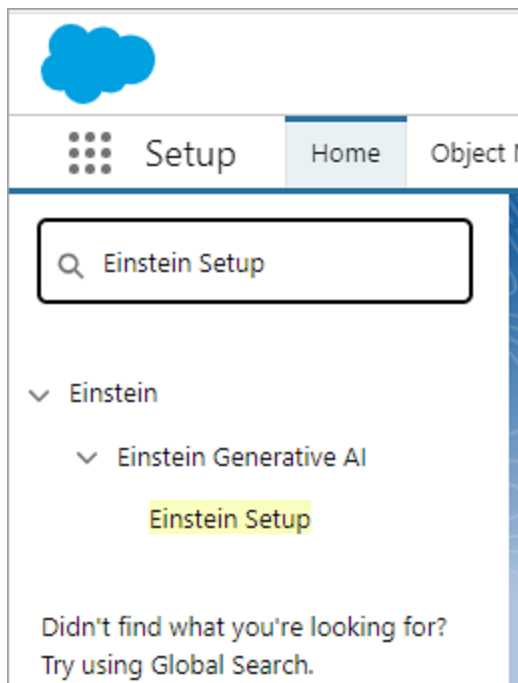 Setup
Home
Object
Einstein Setup
Einstein
Einstein Generative AI
Einstein Setup
Didn't find what you're looking for?
Try using Global Search.